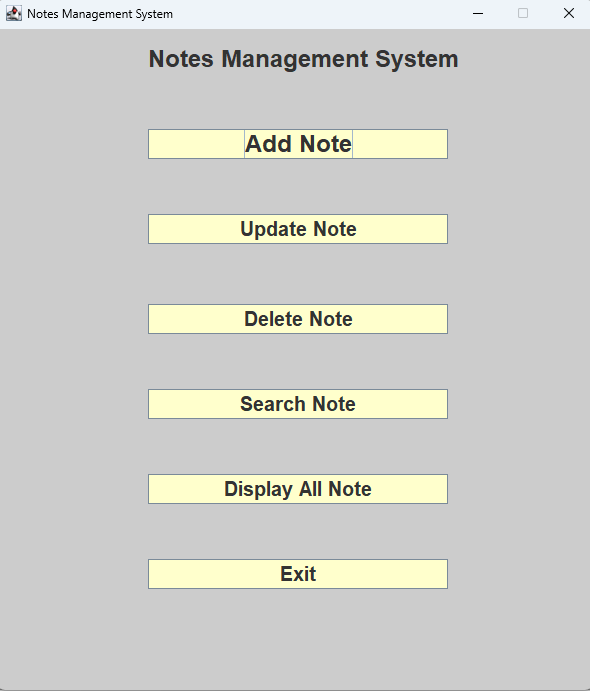 Notes Management System
Notes Management System
Add Note
Update Note
Delete Note
Search Note
Display All Note
Exit